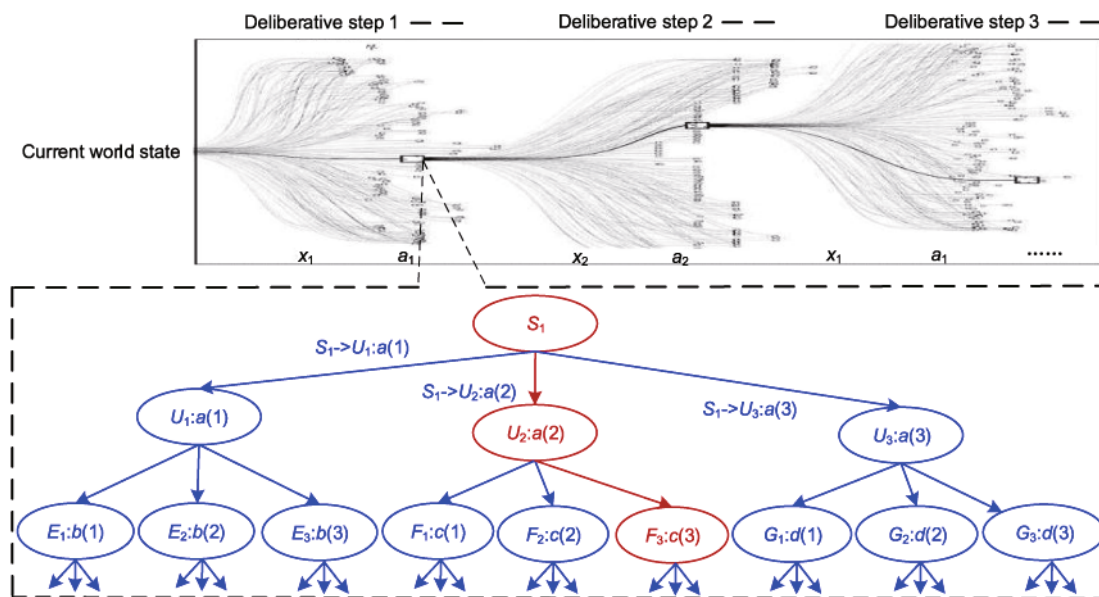 Deliberative step 1
Deliberative step 2
Deliberative step 3
Current world state
x1
a1
x2
a2
x1
a1
......
S1
S1->U1:a(1)
S1->U2:a(2)
S1->U3:a(3)
U1:a(1)
U2:a(2)
U3:a(3)
E1:b(1)
E2:b(2)
E3:b(3)
F1:c(1)
F2:c(2)
F3:c(3)
G1:d(1)
G2:d(2)
G3:d(3)